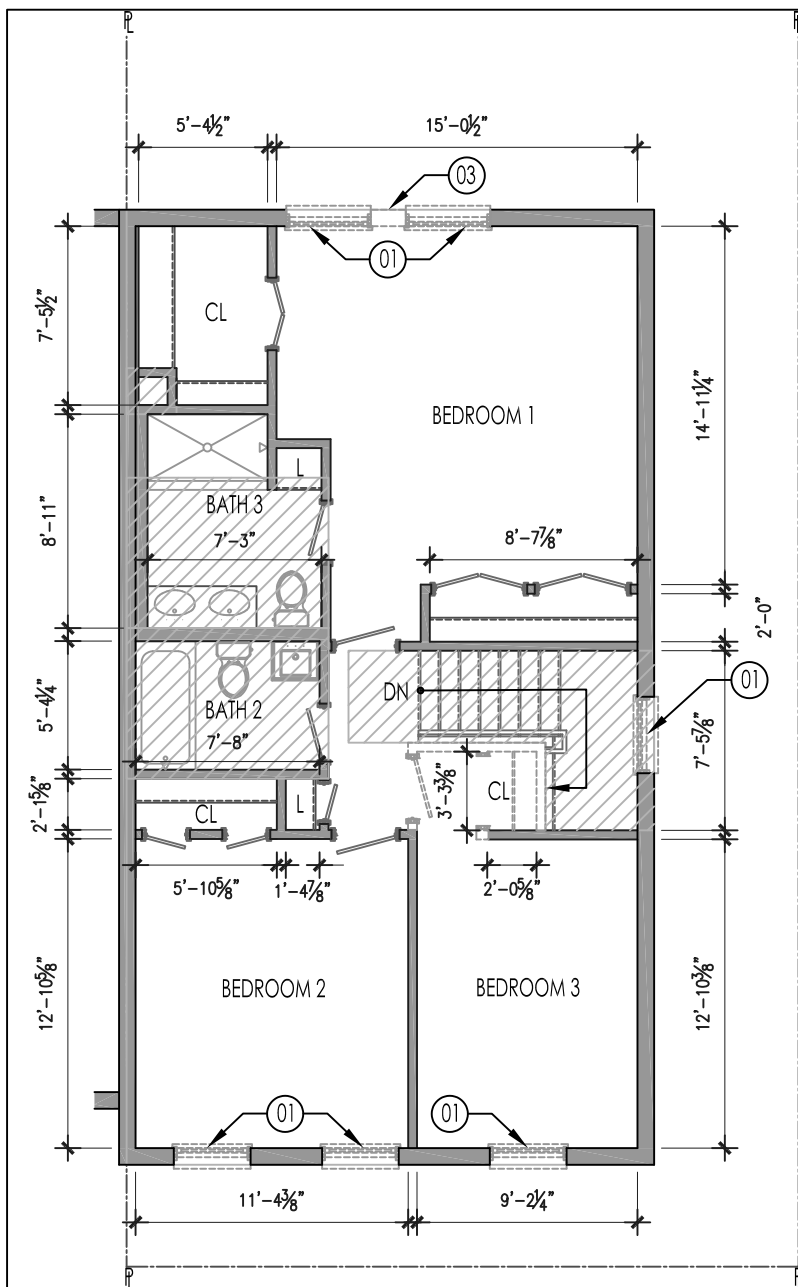 PL
5'-4½"
15'-0½"
03
01
7'-5½"
CL
14'-11¼"
BEDROOM 1
L
BATH 3
7'-3"
8'-11"
8'-7⅞"
2'-0"
5'-4¼"
BATH 2
7'-8"
DN
01
7'-5⅞"
3'-3⅜"
CL
2'-1⅝"
CL
L
5'-10⅝"
1'-4⅞"
2'-0⅝"
12'-10⅝"
BEDROOM 2
BEDROOM 3
12'-10⅜"
01
01
11'-4⅜"
9'-2¼"